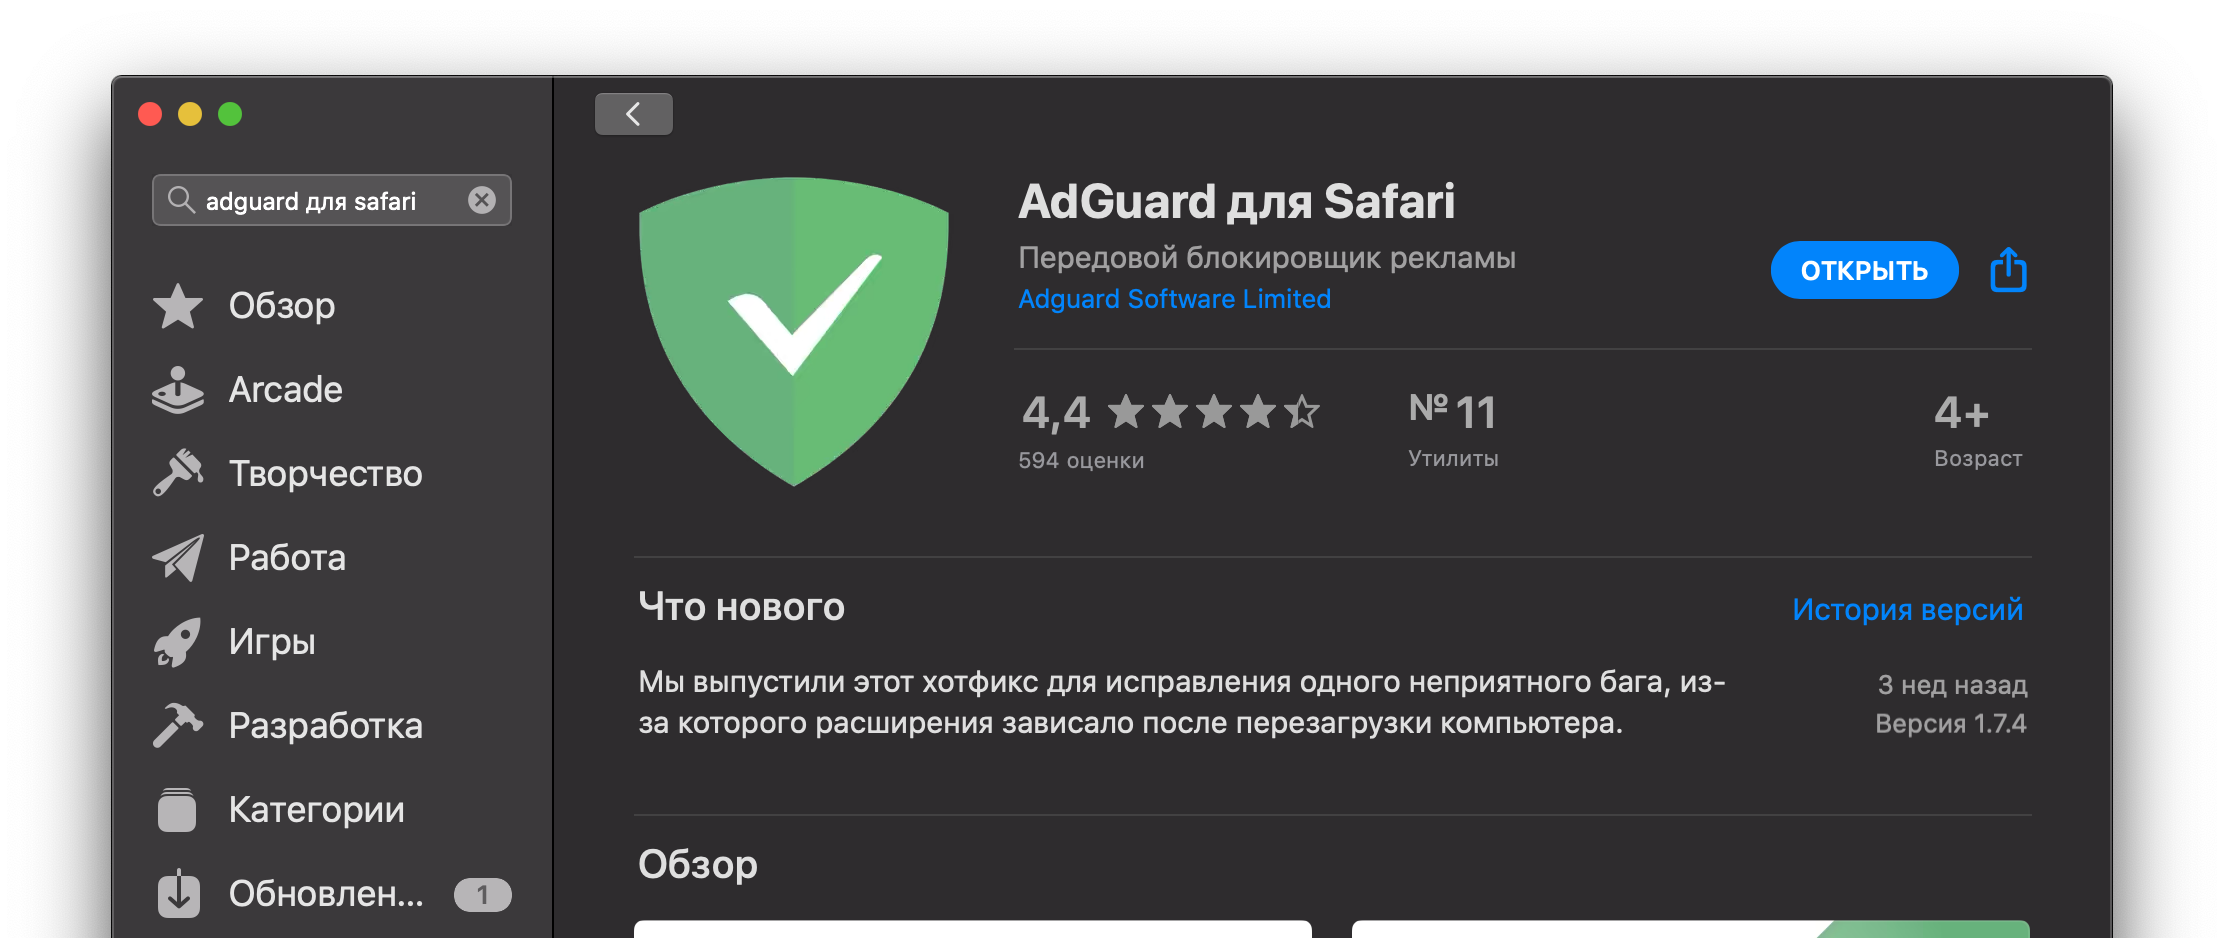 adguard для safari
Обзор
Arcade
Творчество
Работа
Игры
Разработка
Категории
Обновлен...
1
AdGuard для Safari
Передовой блокировщик рекламы
Adguard Software Limited
ОТКРЫТЬ
4,4
594 оценки
№ 11
Утилиты
4+
Возраст
Что нового
История версий
Мы выпустили этот хотфикс для исправления одного неприятного бага, из-
за которого расширения зависало после перезагрузки компьютера.
3 нед назад
Версия 1.7.4
Обзор